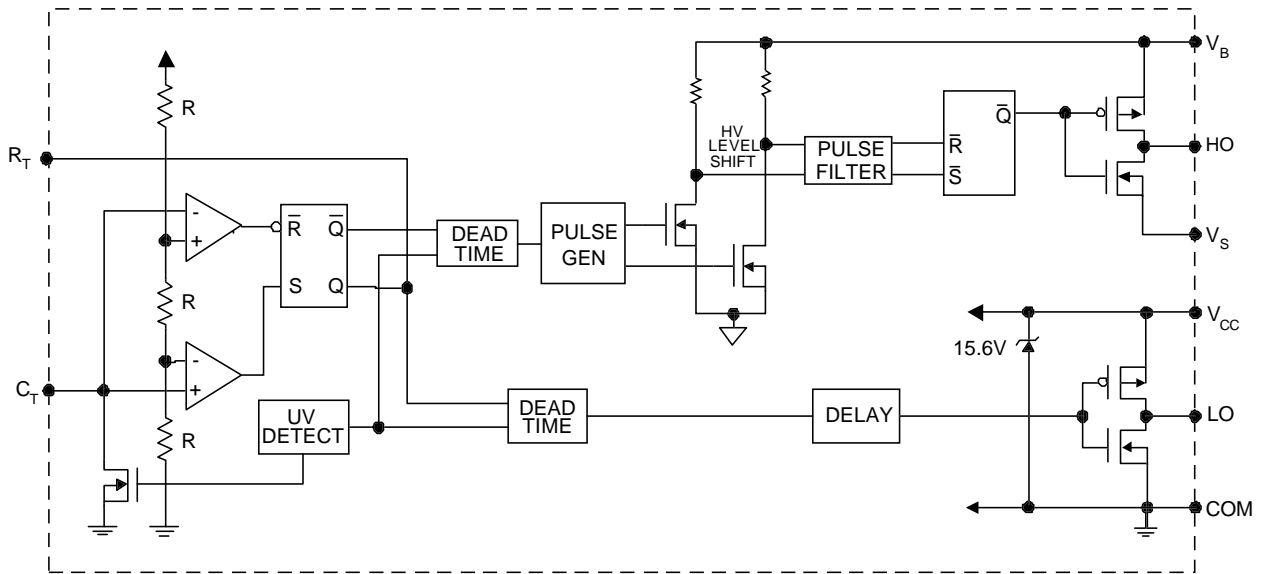 V_B
R
R_T
HV
LEVEL
SHIFT
PULSE
FILTER
R̅
S̅
Q̅
HO
-
+
R̅ Q̅
S Q
DEAD
TIME
PULSE
GEN
V_S
R
V_CC
15.6V
-
+
C_T
UV
DETECT
R
DEAD
TIME
DELAY
LO
COM